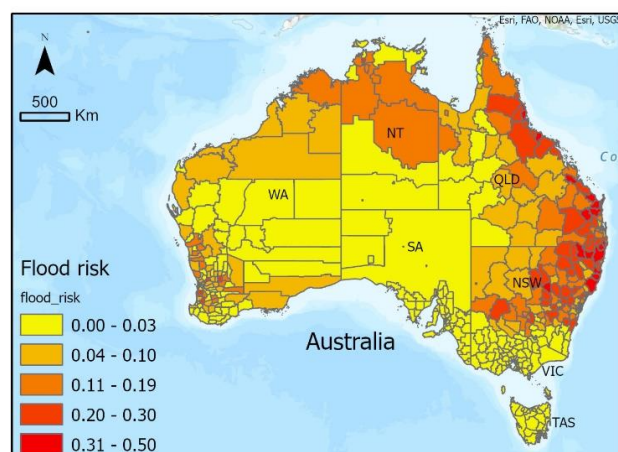 Esri, FAO, NOAA, Esri, USGS
N
500
Km
NT
QLD
WA
SA
NSW
Flood risk
flood_risk
0.00 - 0.03
Australia
0.04 - 0.10
0.11 - 0.19
VIC
0.20 - 0.30
TAS
0.31 - 0.50